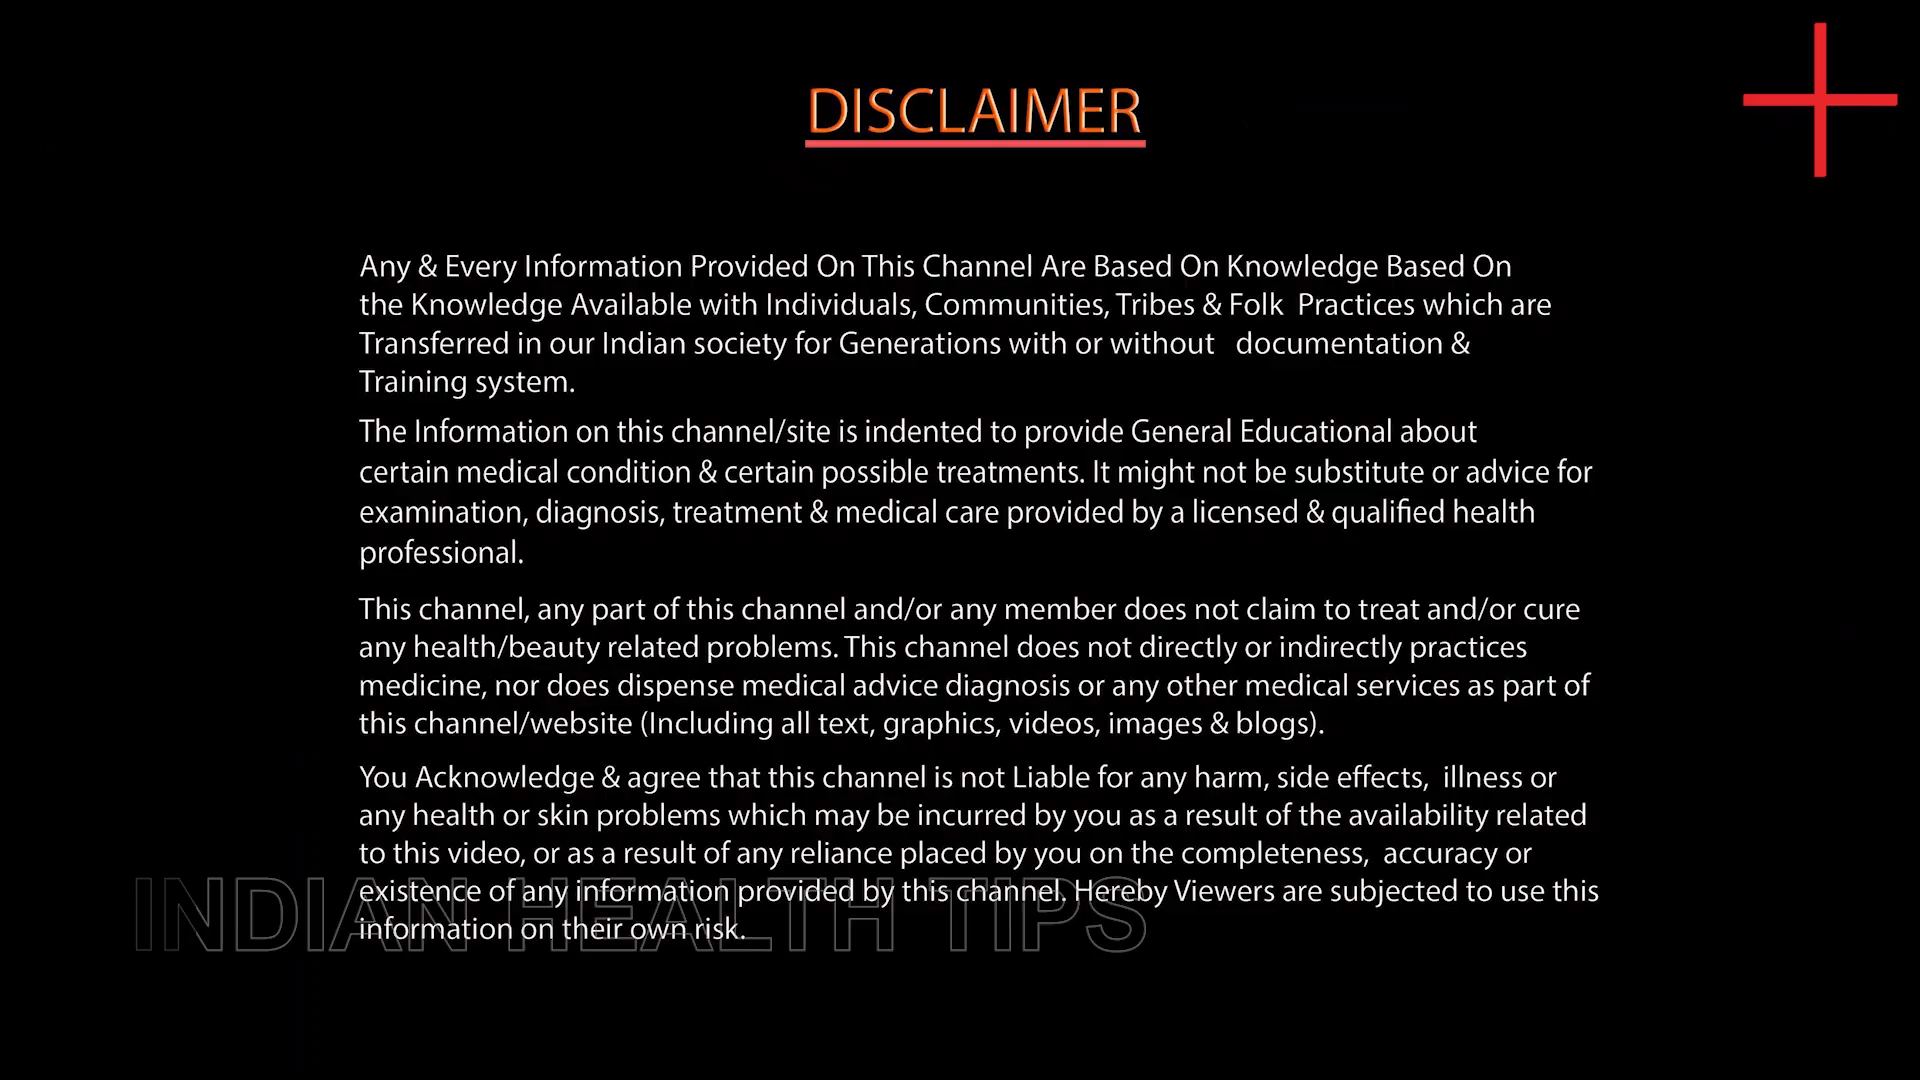 DISCLAIMER
Any & Every Information Provided On This Channel Are Based On Knowledge Based On
the Knowledge Available with Individuals, Communities, Tribes & Folk Practices which are
Transferred in our Indian society for Generations with or without documentation &
Training system.
The Information on this channel/site is indented to provide General Educational about
certain medical condition & certain possible treatments. It might not be substitute or advice for
examination, diagnosis, treatment & medical care provided by a licensed & qualified health
professional.
This channel, any part of this channel and/or any member does not claim to treat and/or cure
any health/beauty related problems. This channel does not directly or indirectly practices
medicine, nor does dispense medical advice diagnosis or any other medical services as part of
this channel/website (Including all text, graphics, videos, images & blogs).
You Acknowledge & agree that this channel is not Liable for any harm, side effects, illness or
any health or skin problems which may be incurred by you as a result of the availability related
to this video, or as a result of any reliance placed by you on the completeness, accuracy or
existence of any information provided by this channel. Hereby Viewers are subjected to use this
information on their own risk.
INDIAN HEALTH TIPS